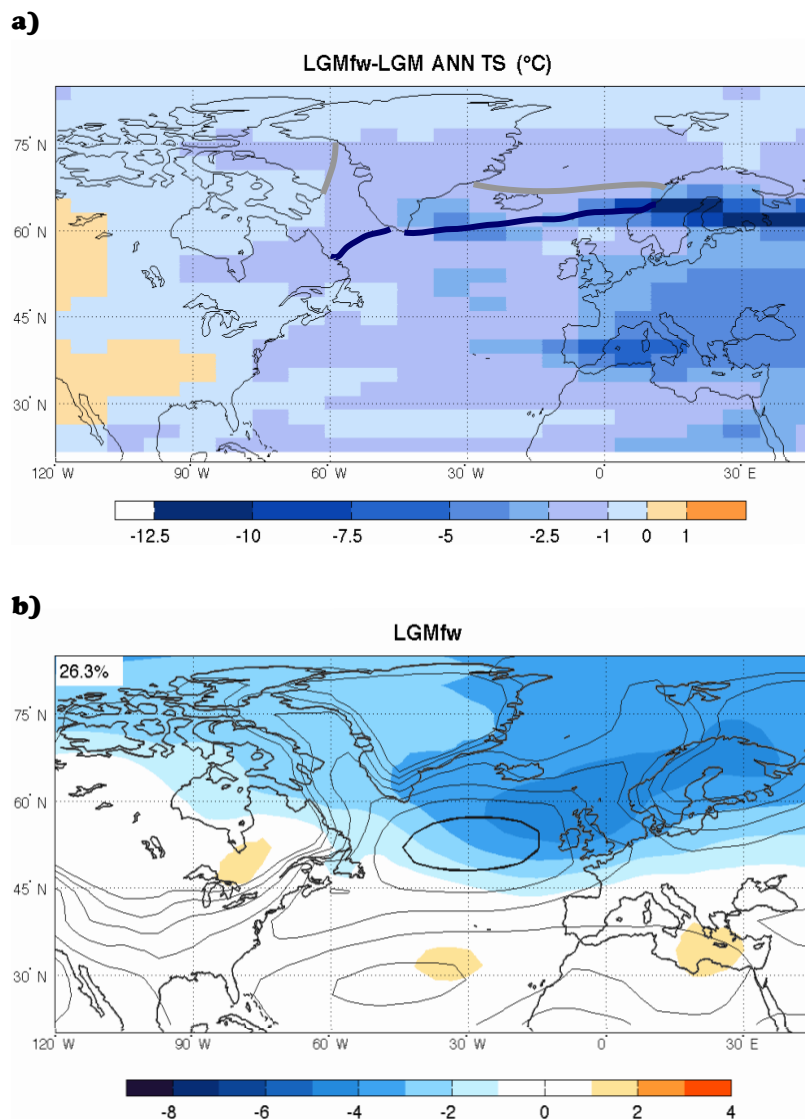 a)
LGMfw-LGM ANN TS (°C)
75° N
60° N
45° N
30° N
120° W 90° W 60° W 30° W 0° 30° E
-12.5 -10 -7.5 -5 -2.5 -1 0 1
b)
LGMfw
26.3%
75° N
60° N
45° N
30° N
120° W 90° W 60° W 30° W 0° 30° E
-8 -6 -4 -2 0 2 4